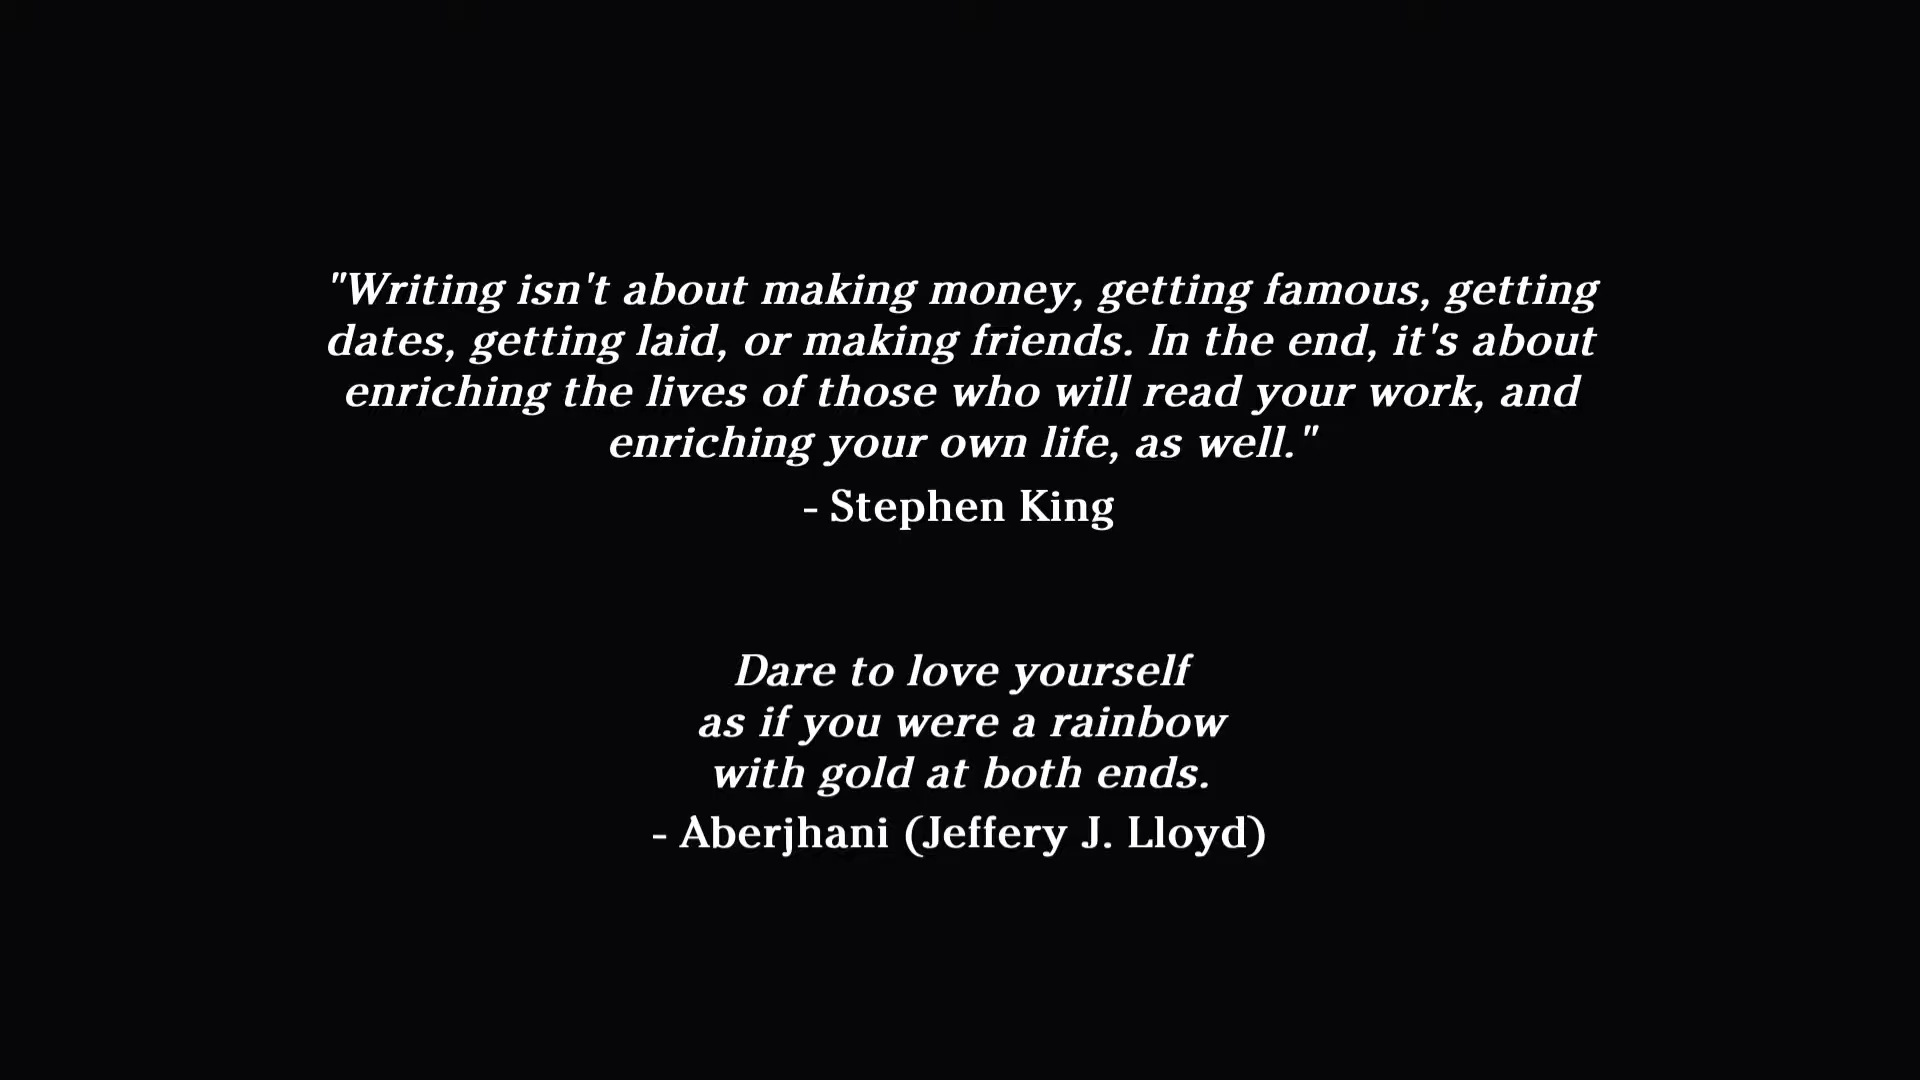 "Writing isn't about making money, getting famous, getting
dates, getting laid, or making friends. In the end, it's about
enriching the lives of those who will read your work, and
enriching your own life, as well."
- Stephen King
Dare to love yourself
as if you were a rainbow
with gold at both ends.
- Aberjhani (Jeffery J. Lloyd)